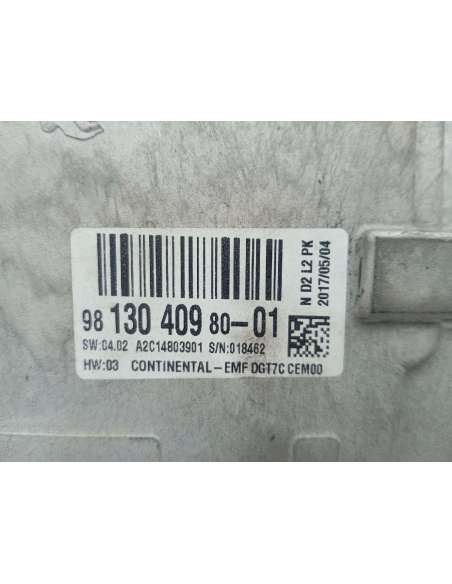 98 130 409 80-01
SW:04.02 A2C14803901 S/N:018462
HW:03 CONTINENTAL-EMF DGT7C CEM00
N D2 L2 PK
2017/05/04